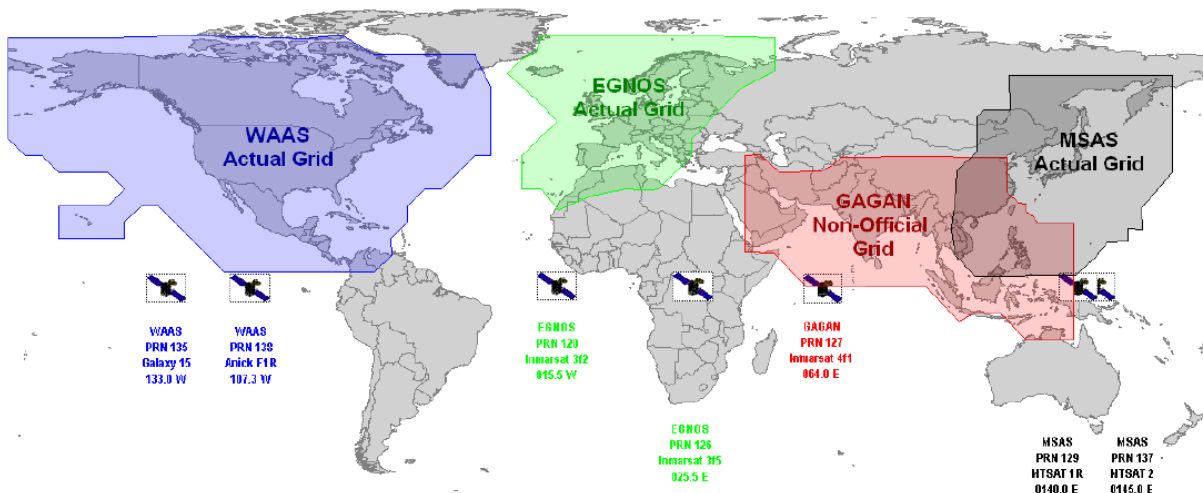 WAAS
Actual Grid
EGNOS
Actual Grid
MSAS
Actual Grid
GAGAN
Non-Official
Grid
WAAS
PRN 135
Galaxy 15
133.0 W
WAAS
PRN 138
Anick F1R
107.3 W
EGNOS
PRN 120
Inmarsat 3f2
015.5 W
EGNOS
PRN 126
Inmarsat 3f5
025.5 E
GAGAN
PRN 127
Inmarsat 4f1
064.0 E
MSAS
PRN 129
MTSAT 1R
0140.0 E
MSAS
PRN 137
MTSAT 2
0145.0 E